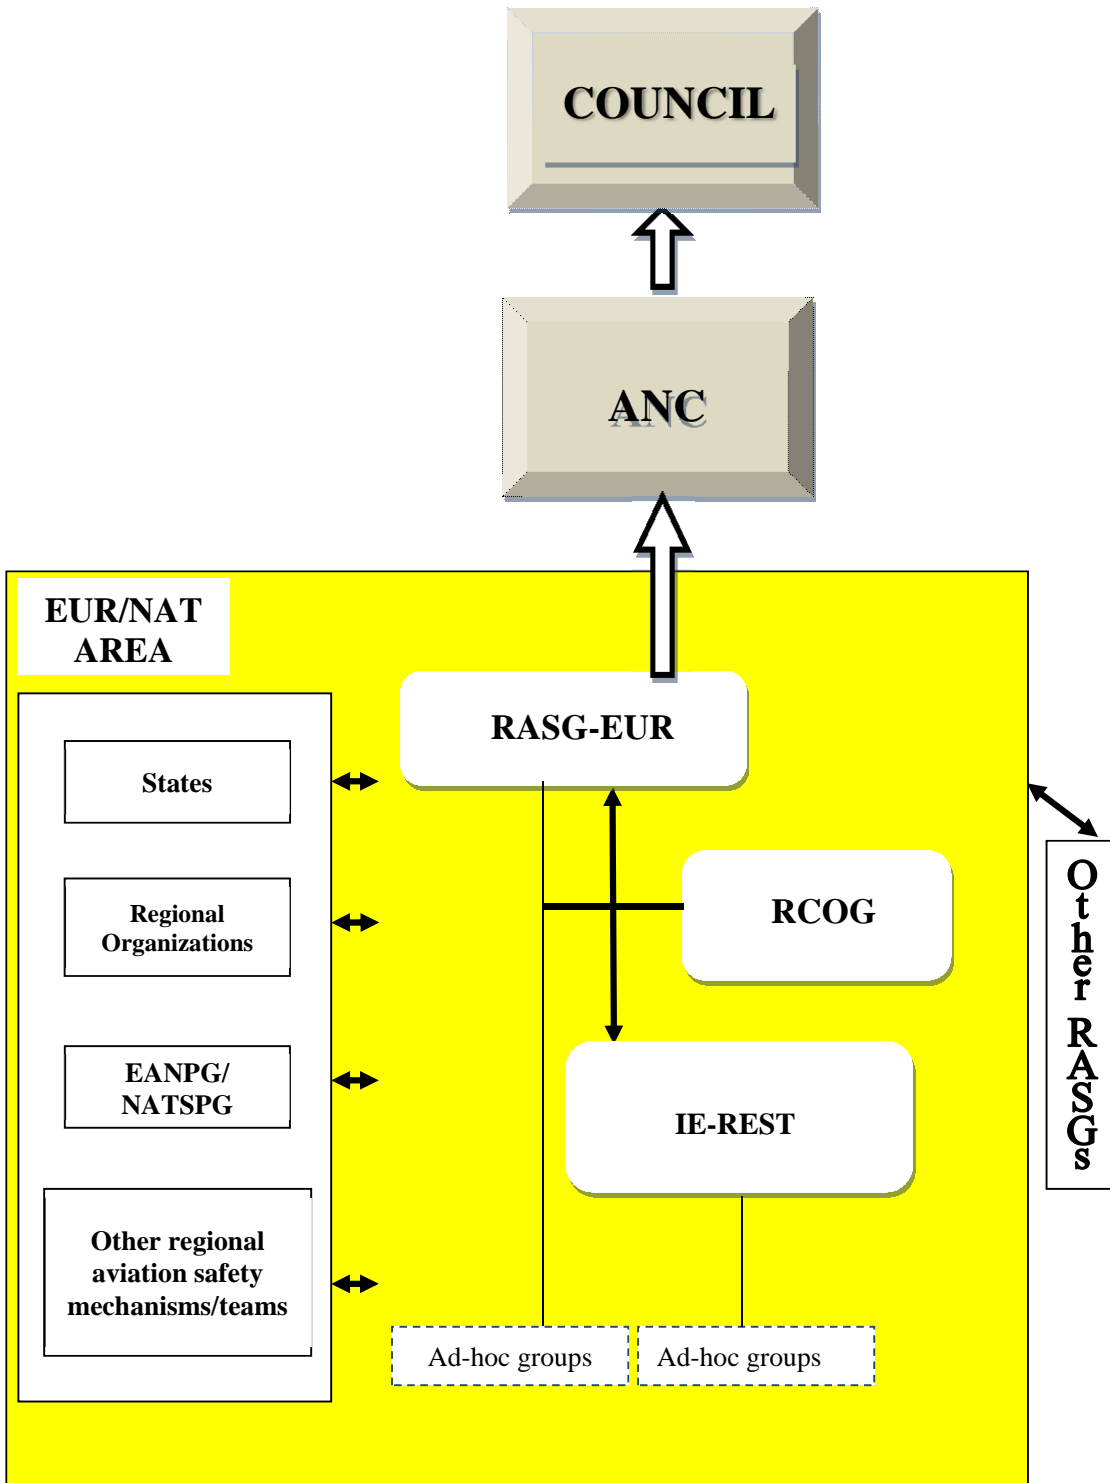 COUNCIL
ANC
EUR/NAT
AREA
RASG-EUR
States
RCOG
Regional
Organizations
EANPG/
NATSPG
IE-REST
Other regional
aviation safety
mechanisms/teams
Ad-hoc groups
Ad-hoc groups
Other RASGs